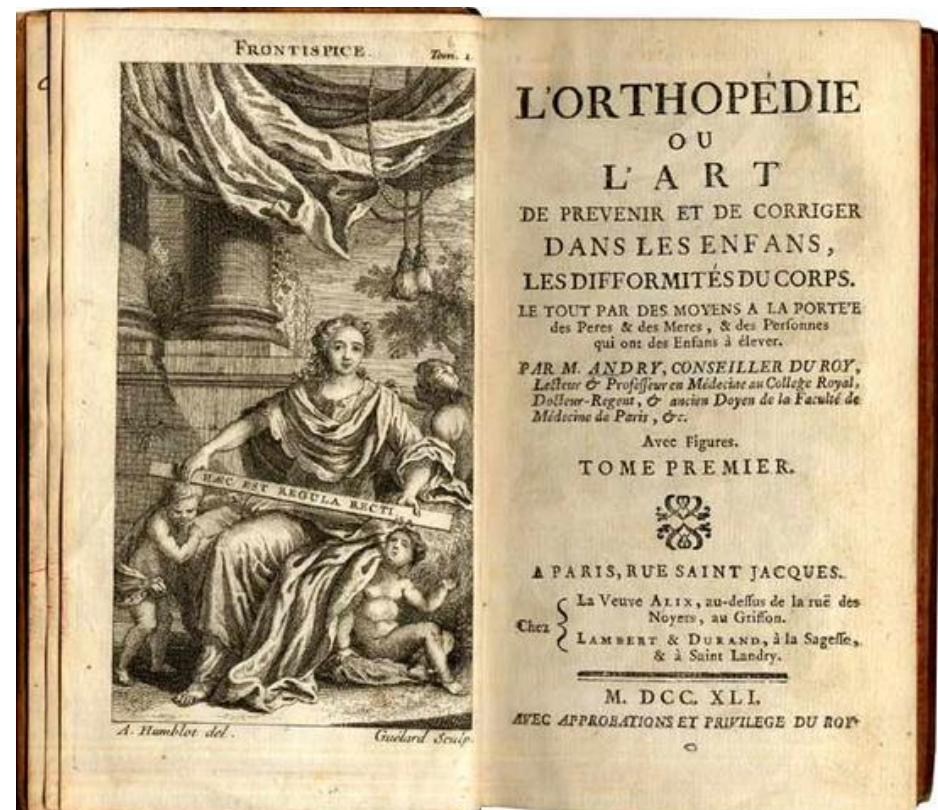 FRONTISPICE.
Tom. 1
HÆC EST REGULA RECTI.
A. Humblot del.
Guélard Sculp.
L'ORTHOPÉDIE
OU
L'ART
DE PREVENIR ET DE CORRIGER
DANS LES ENFANS,
LES DIFFORMITÉS DU CORPS.
LE TOUT PAR DES MOYENS A LA PORTE'E
des Peres & des Meres, & des Perſonnes
qui ont des Enfans à élever.
PAR M. ANDRY, CONSEILLER DU ROY,
Lecteur & Profeſſeur en Médecine au College Royal,
Docteur-Regent, & ancien Doyen de la Faculté de
Médecine de Paris, &c.
Avec Figures.
TOME PREMIER.
A PARIS, RUE SAINT JACQUES.
Chez
La Veuve ALIX, au-deſſus de la ruë des
Noyers, au Griffon.
LAMBERT & DURAND, à la Sageſſe,
& à Saint Landry.
M. DCC. XLI.
AVEC APPROBATIONS ET PRIVILEGE DU ROY